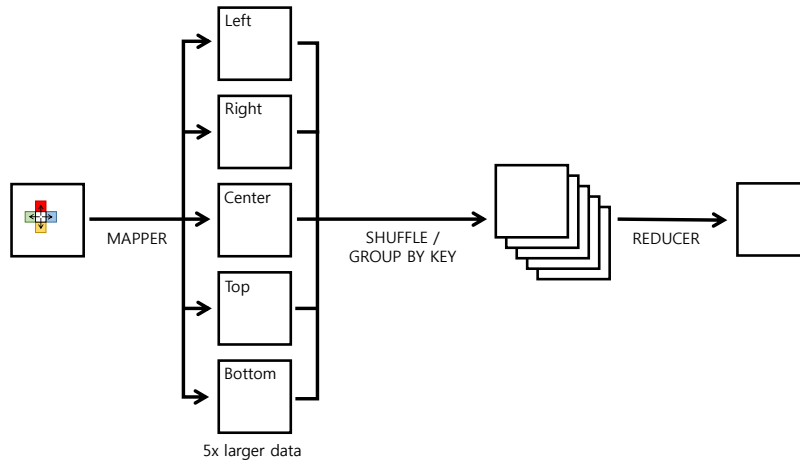 Left
Right
Center
Top
Bottom
5x larger data
MAPPER
SHUFFLE /
GROUP BY KEY
REDUCER